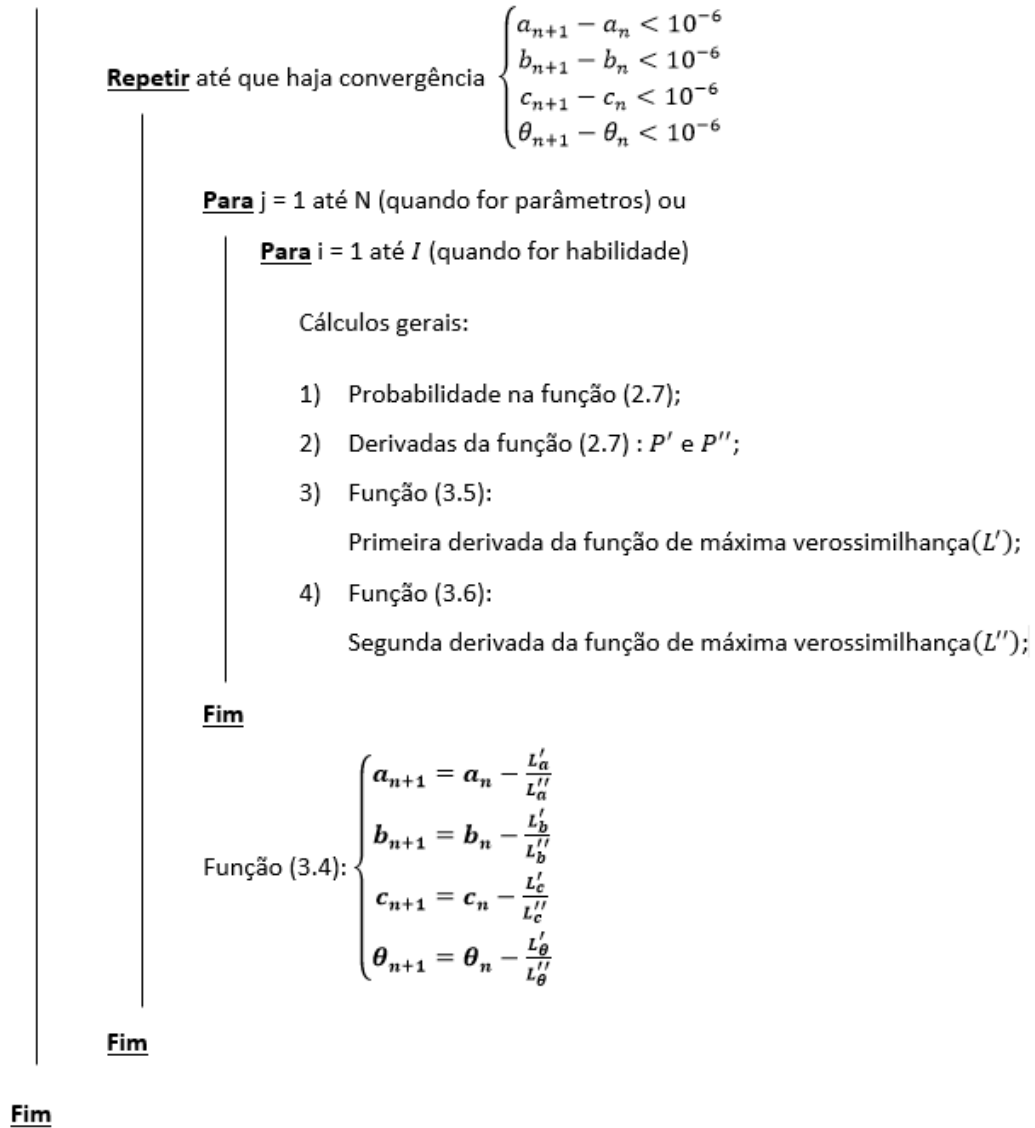 Repetir até que haja convergência
a_{n+1} − a_n < 10^{−6}
b_{n+1} − b_n < 10^{−6}
c_{n+1} − c_n < 10^{−6}
θ_{n+1} − θ_n < 10^{−6}
Para j = 1 até N (quando for parâmetros) ou
Para i = 1 até I (quando for habilidade)
Cálculos gerais:
1) Probabilidade na função (2.7);
2) Derivadas da função (2.7) : P′ e P′′;
3) Função (3.5):
Primeira derivada da função de máxima verossimilhança(L′);
4) Função (3.6):
Segunda derivada da função de máxima verossimilhança(L′′);
Fim
Função (3.4):
a_{n+1} = a_n − L′_a / L′′_a
b_{n+1} = b_n − L′_b / L′′_b
c_{n+1} = c_n − L′_c / L′′_c
θ_{n+1} = θ_n − L′_θ / L′′_θ
Fim
Fim